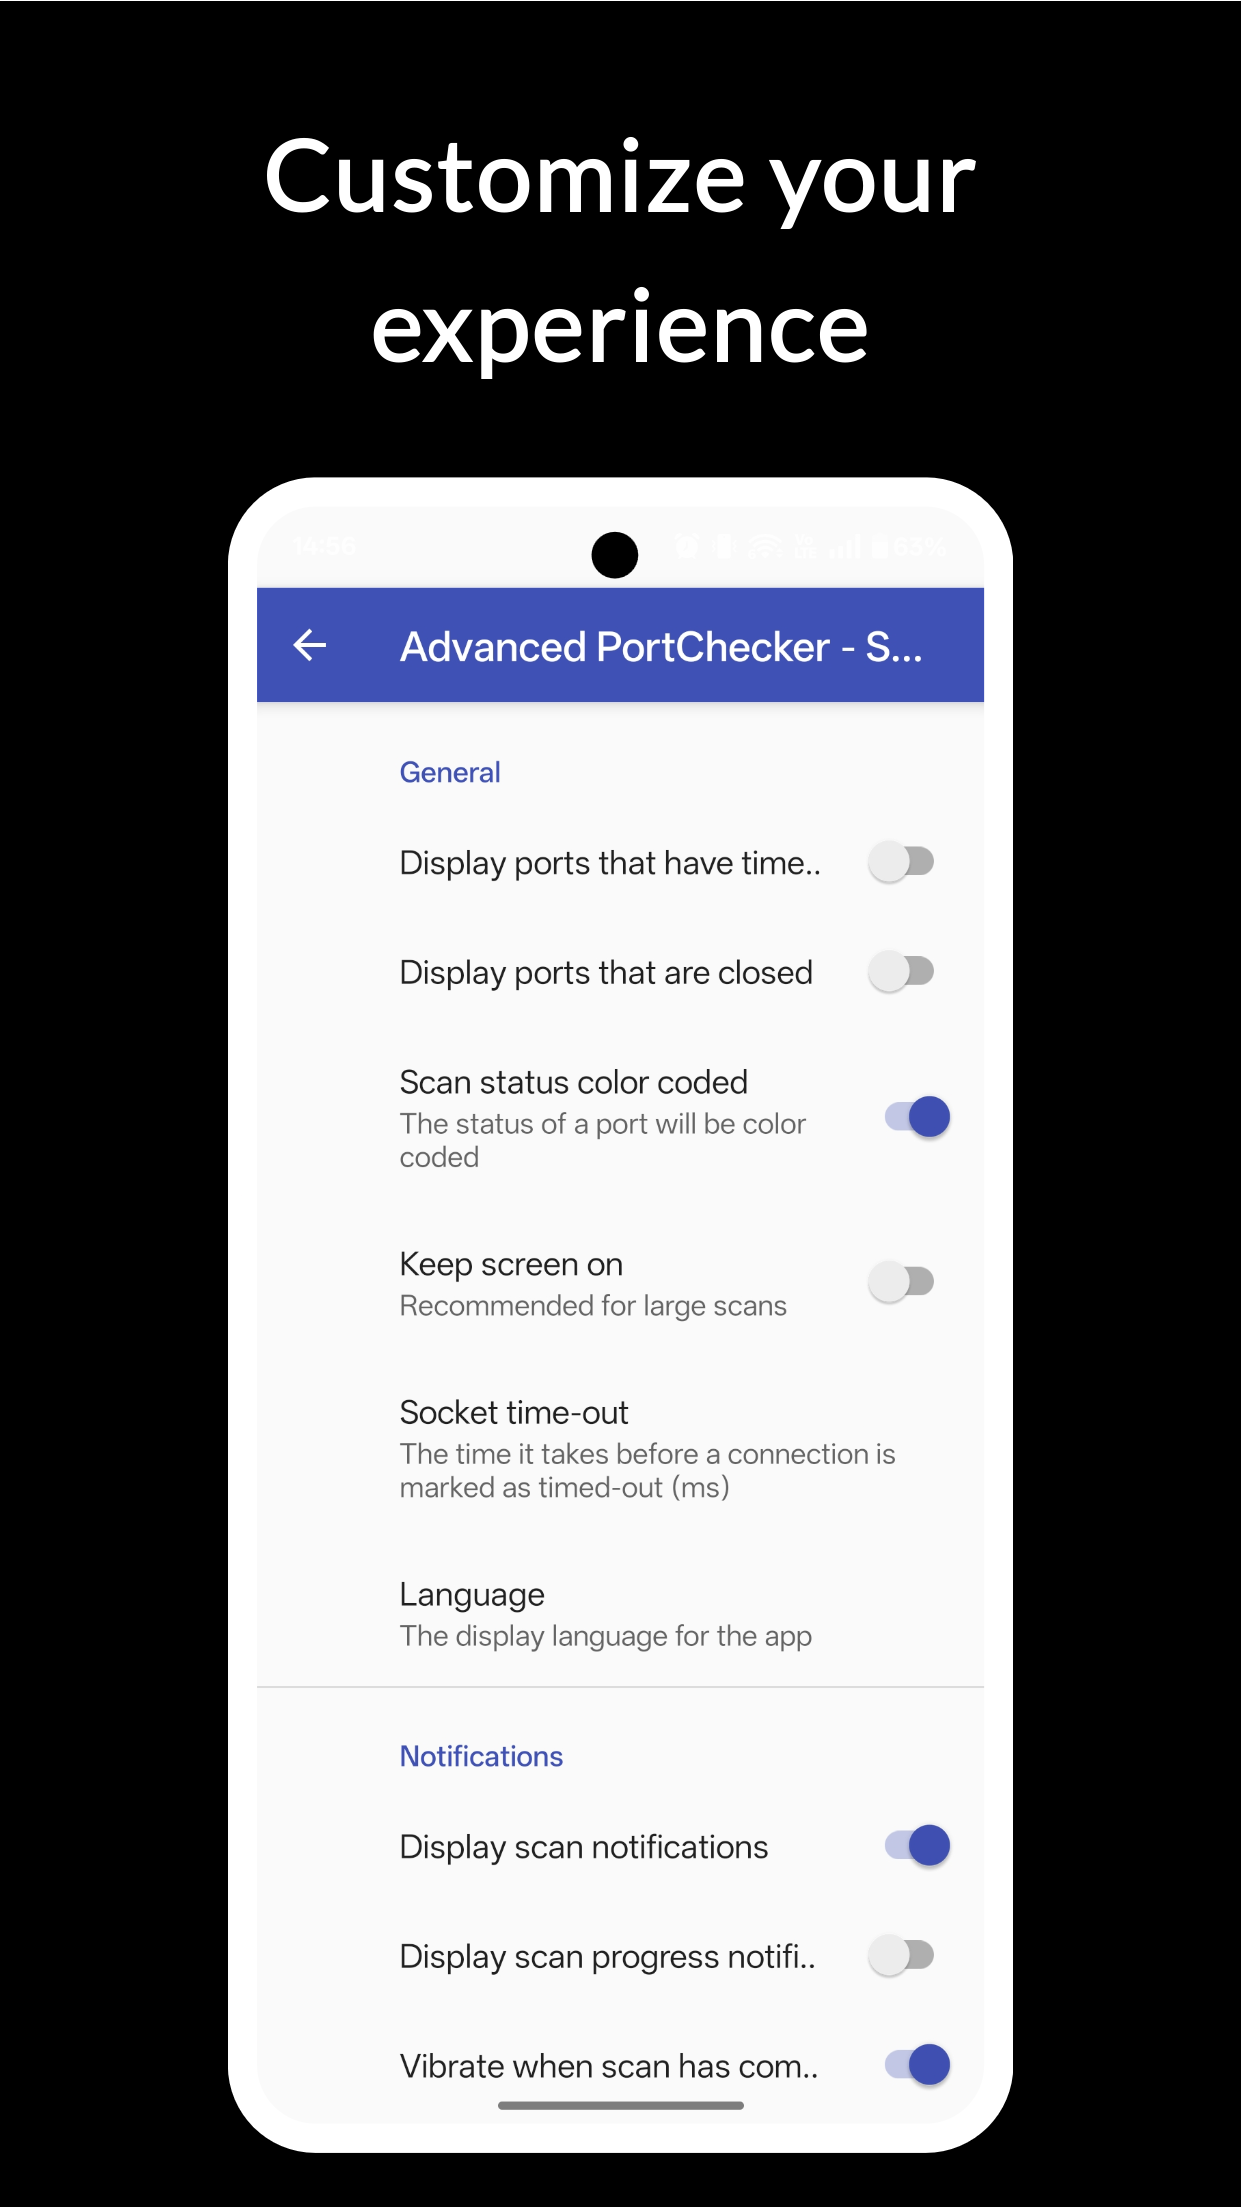 Customize your
experience
14:56
Vo
LTE
63%
Advanced PortChecker - S...
General
Display ports that have time..
Display ports that are closed
Scan status color coded
The status of a port will be color
coded
Keep screen on
Recommended for large scans
Socket time-out
The time it takes before a connection is
marked as timed-out (ms)
Language
The display language for the app
Notifications
Display scan notifications
Display scan progress notifi..
Vibrate when scan has com..